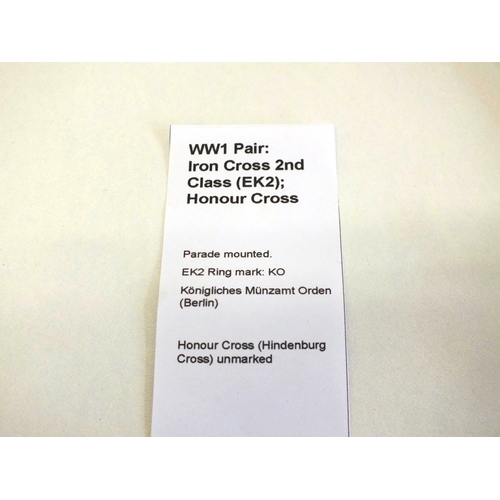 WW1 Pair:
Iron Cross 2nd
Class (EK2);
Honour Cross
Parade mounted.
EK2 Ring mark: KO
Königliches Münzamt Orden
(Berlin)
Honour Cross (Hindenburg
Cross) unmarked